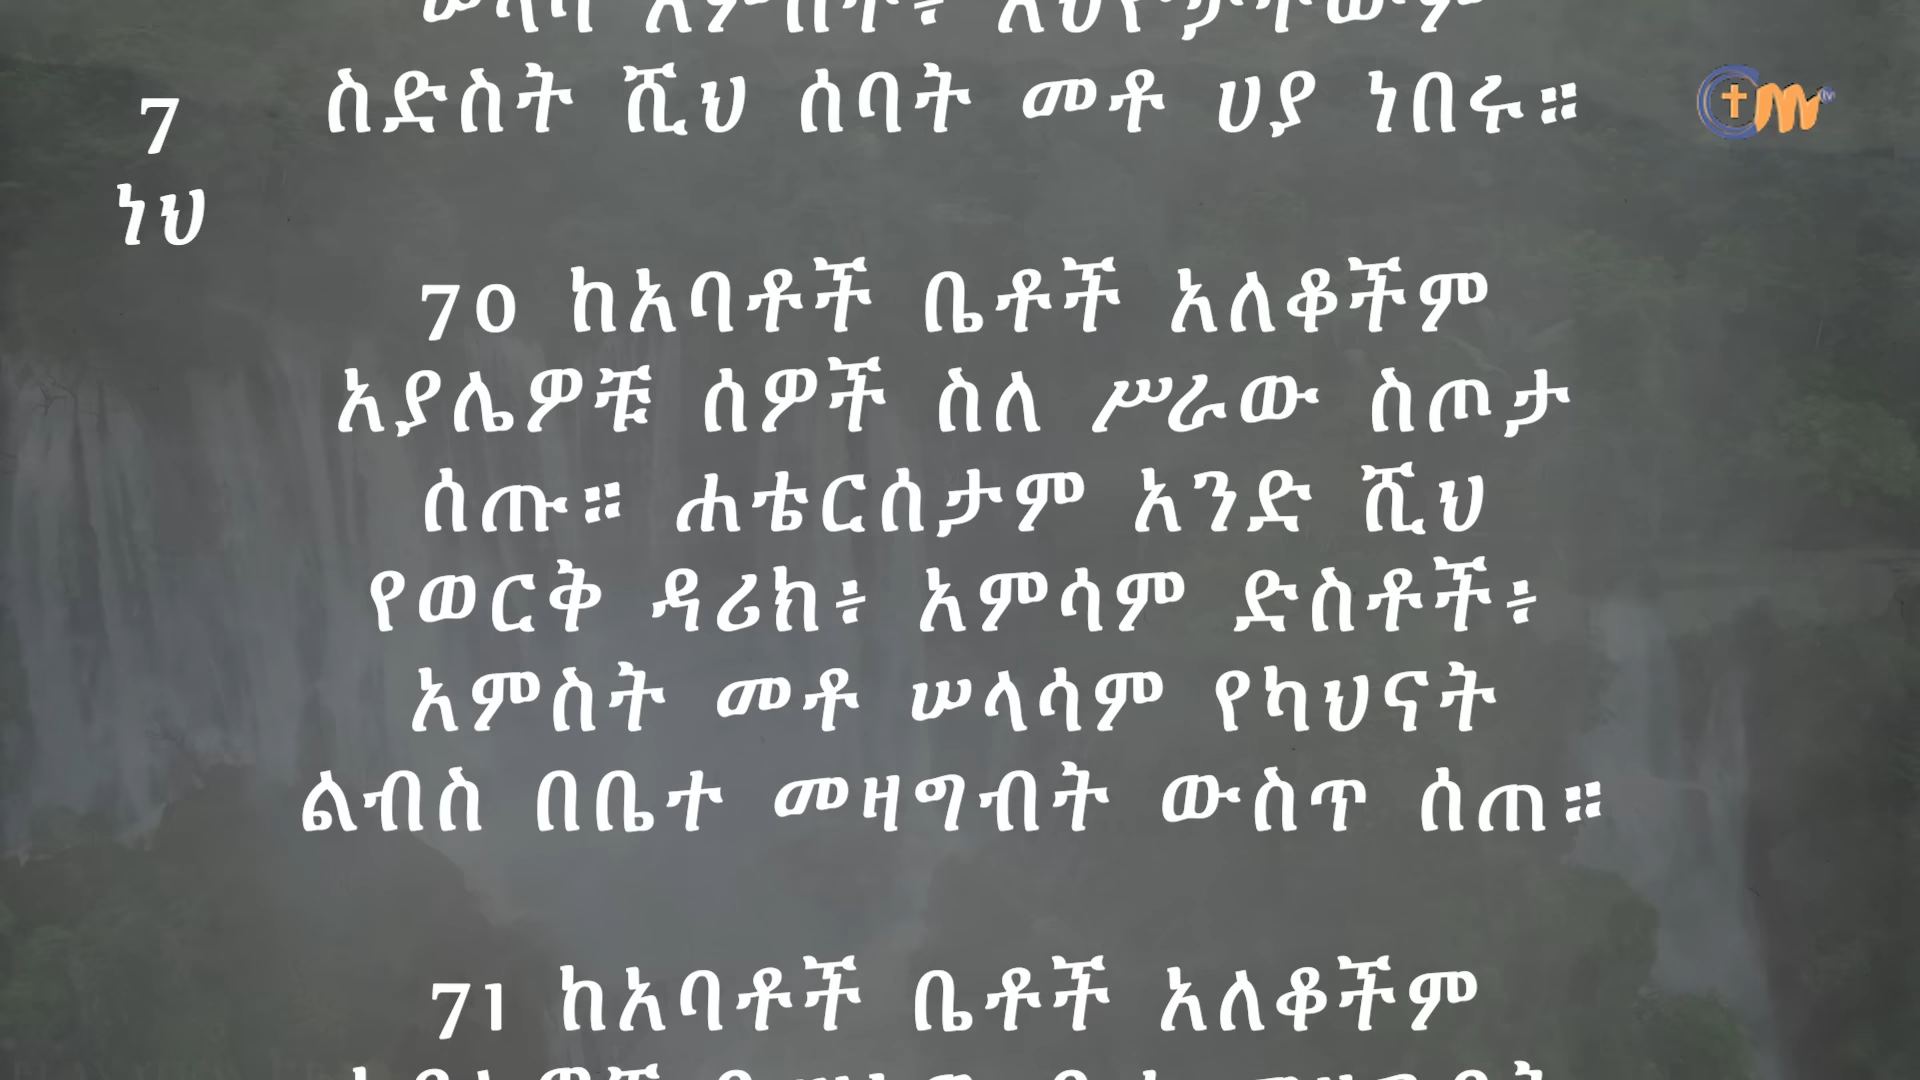 ስድስት ሺህ ሰባት መቶ ሀያ ነበሩ።
7
ነህ
70 ከአባቶች ቤቶች አለቆችም
አያሌዎቹ ሰዎች ስለ ሥራው ስጦታ
ሰጡ። ሐቴርሰታም አንድ ሺህ
የወርቅ ዳሪክ፥ አምሳም ድስቶች፥
አምስት መቶ ሠላሳም የካህናት
ልብስ በቤተ መዛግብት ውስጥ ሰጠ።
71 ከአባቶች ቤቶች አለቆችም